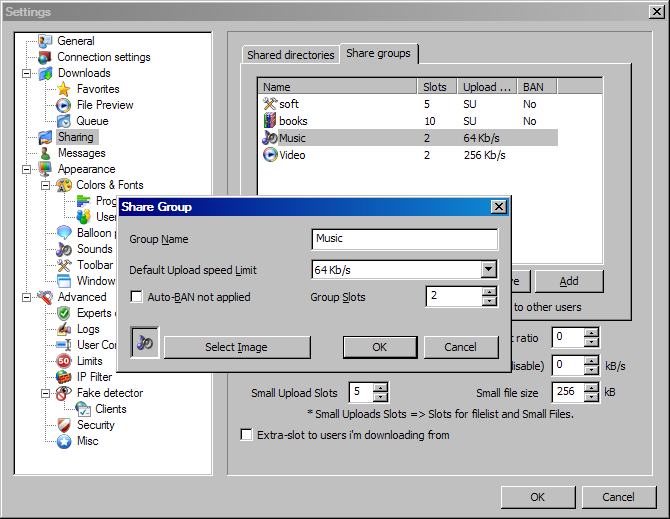 Settings
General
Connection settings
Downloads
Favorites
File Preview
Queue
Sharing
Messages
Appearance
Colors & Fonts
Prog
Users
Balloon p
Sounds
Toolbar
Window
Advanced
Experts o
Logs
User Con
Limits
IP Filter
Fake detector
Clients
Security
Misc
Shared directories Share groups
Name Slots Upload ... BAN
soft 5 SU No
books 10 SU No
Music 2 64 Kb/s
Video 2 256 Kb/s
Add
to other users
Share Group
Group Name Music
Default Upload speed Limit 64 Kb/s
Auto-BAN not applied Group Slots 2
Select Image OK Cancel
t ratio 0
disable) 0 kB/s
Small Upload Slots 5 Small file size 256 kB
* Small Uploads Slots => Slots for filelist and Small Files.
Extra-slot to users i'm downloading from
OK Cancel